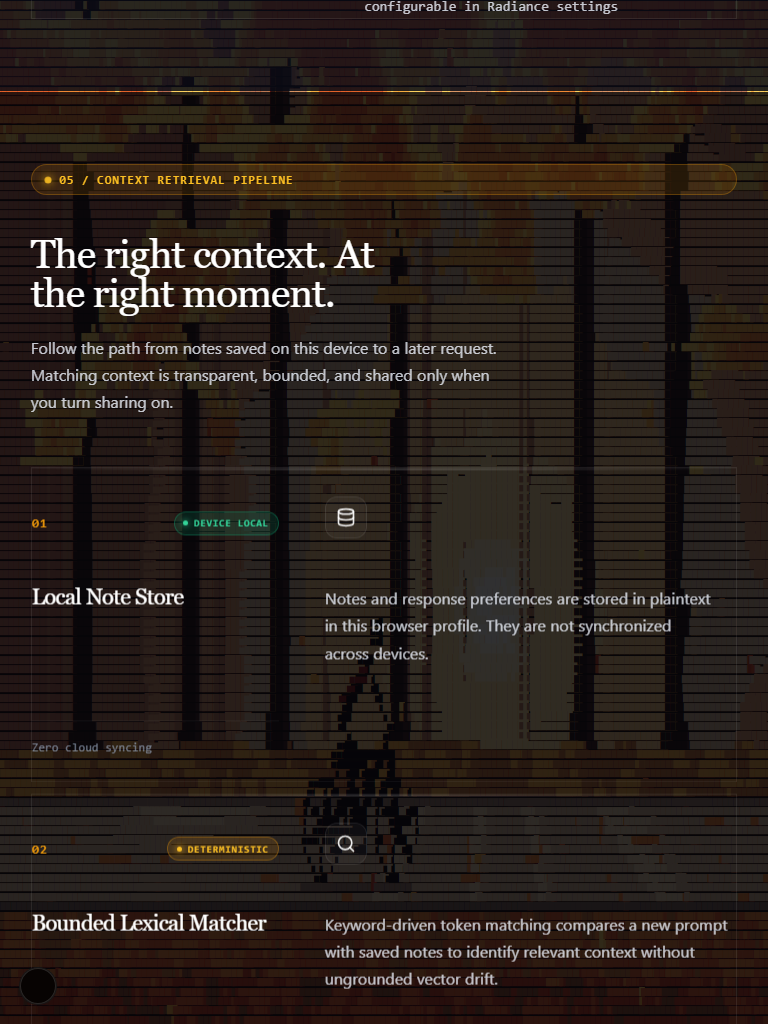 configurable in Radiance settings
05 / CONTEXT RETRIEVAL PIPELINE
The right context. At
the right moment.
Follow the path from notes saved on this device to a later request.
Matching context is transparent, bounded, and shared only when
you turn sharing on.
01
DEVICE LOCAL
Local Note Store
Notes and response preferences are stored in plaintext
in this browser profile. They are not synchronized
across devices.
Zero cloud syncing
02
DETERMINISTIC
Bounded Lexical Matcher
Keyword-driven token matching compares a new prompt
with saved notes to identify relevant context without
ungrounded vector drift.